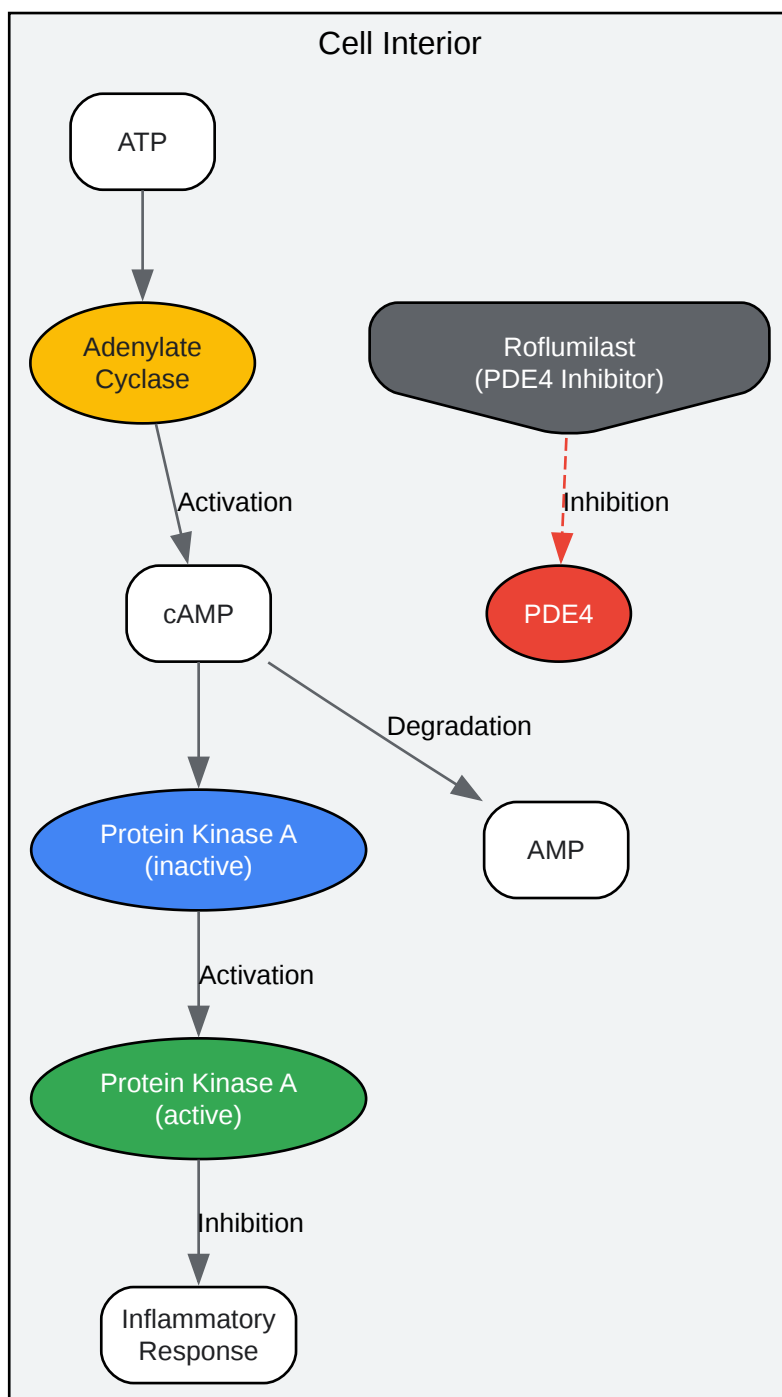 Cell Interior
ATP
Adenylate
Cyclase
Roflumilast
(PDE4 Inhibitor)
Activation
Inhibition
cAMP
PDE4
Degradation
Protein Kinase A
(inactive)
AMP
Activation
Protein Kinase A
(active)
Inhibition
Inflammatory
Response